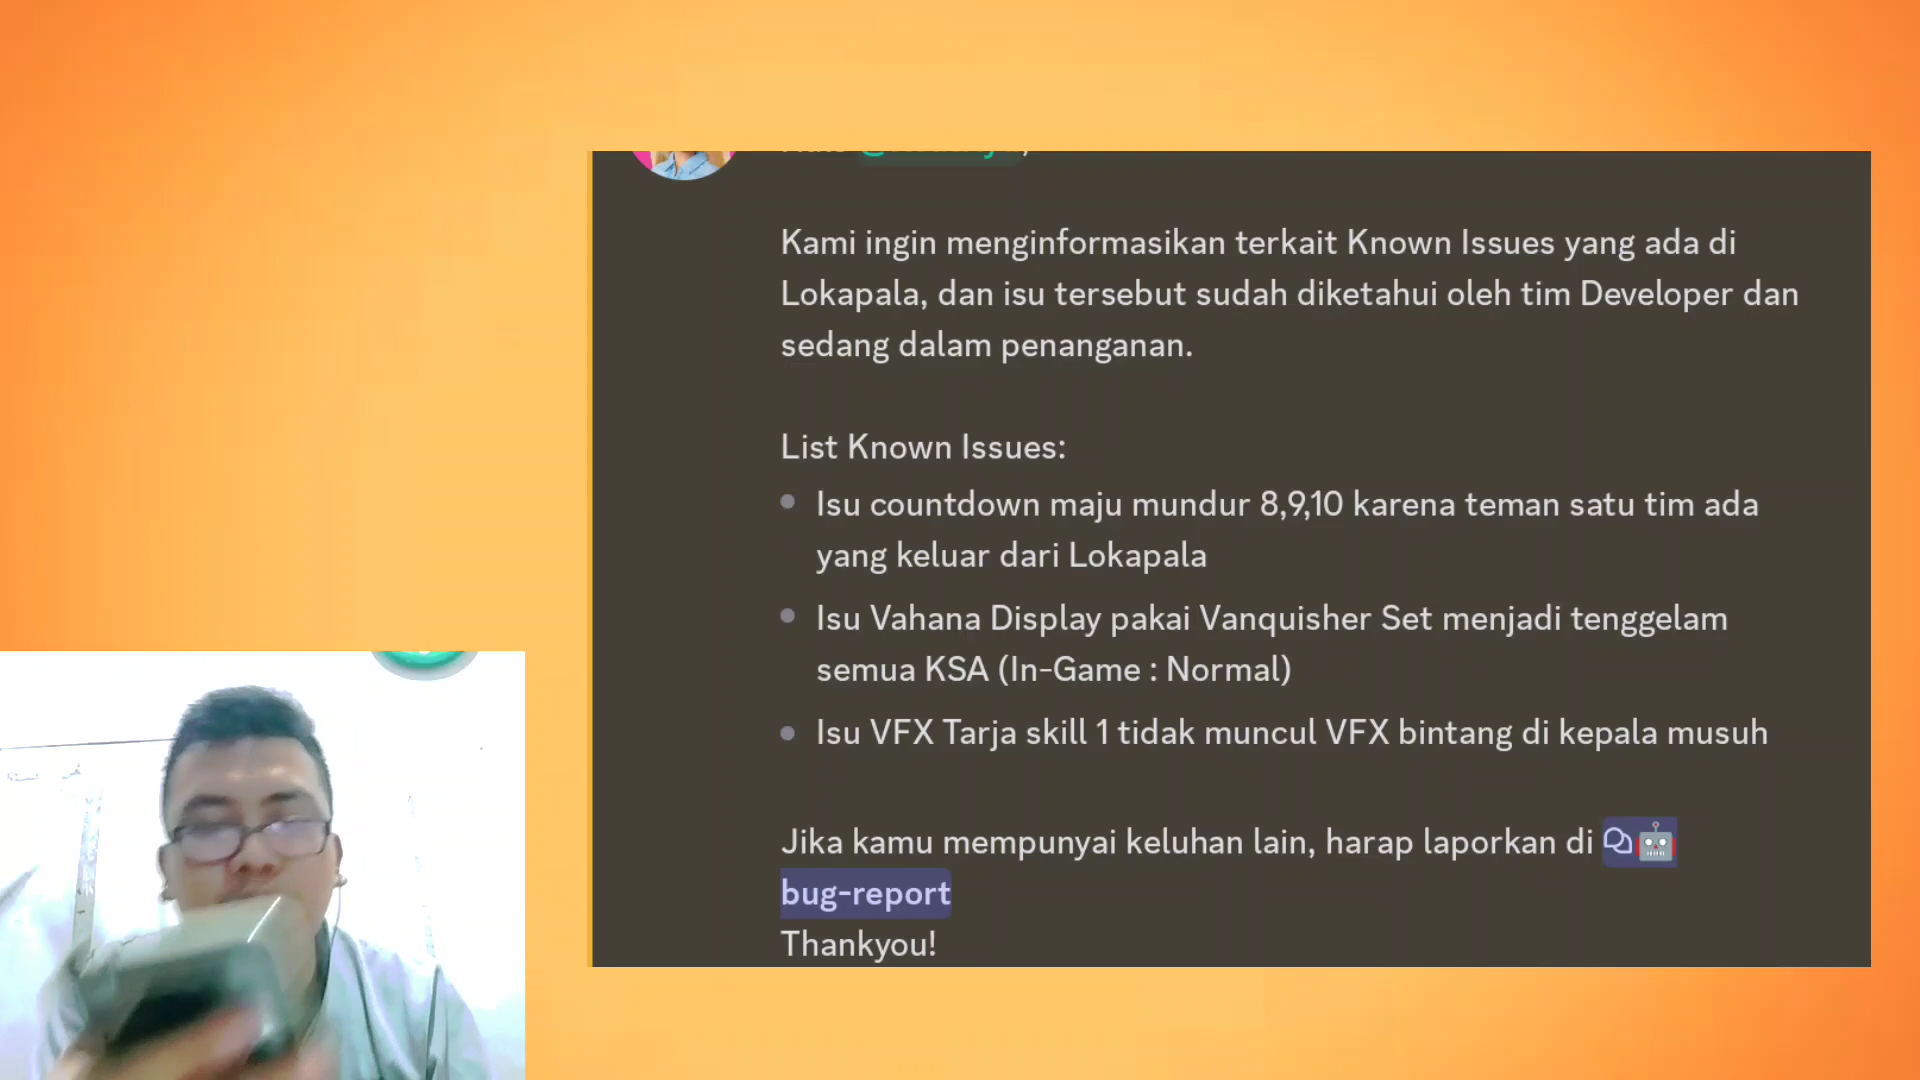 Kami ingin menginformasikan terkait Known Issues yang ada di
Lokapala, dan isu tersebut sudah diketahui oleh tim Developer dan
sedang dalam penanganan.
List Known Issues:
Isu countdown maju mundur 8,9,10 karena teman satu tim ada
yang keluar dari Lokapala
Isu Vahana Display pakai Vanquisher Set menjadi tenggelam
semua KSA (In-Game : Normal)
Isu VFX Tarja skill 1 tidak muncul VFX bintang di kepala musuh
Jika kamu mempunyai keluhan lain, harap laporkan di
bug-report
Thankyou!